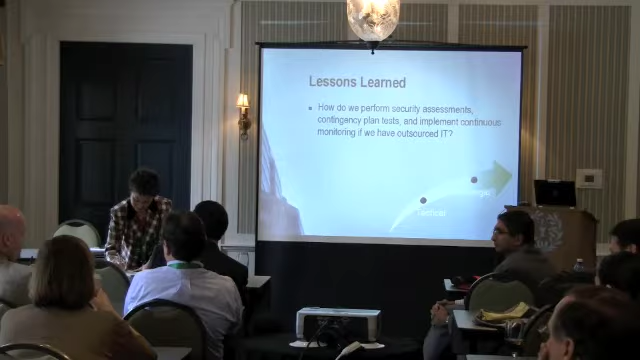 Lessons Learned
How do we perform security assessments,
contingency plan tests, and implement continuous
monitoring if we have outsourced IT?
Tactical